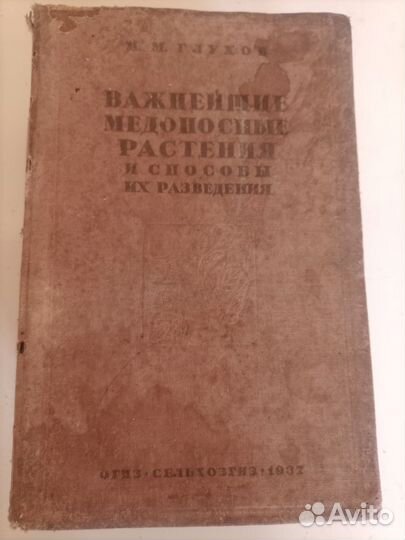 М. М. ГЛУХОВ
ВАЖНЕЙШИЕ
МЕДОНОСНЫЕ
РАСТЕНИЯ
И СПОСОБЫ
ИХ РАЗВЕДЕНИЯ
ОГИЗ · СЕЛЬХОЗГИЗ · 1937
Avito